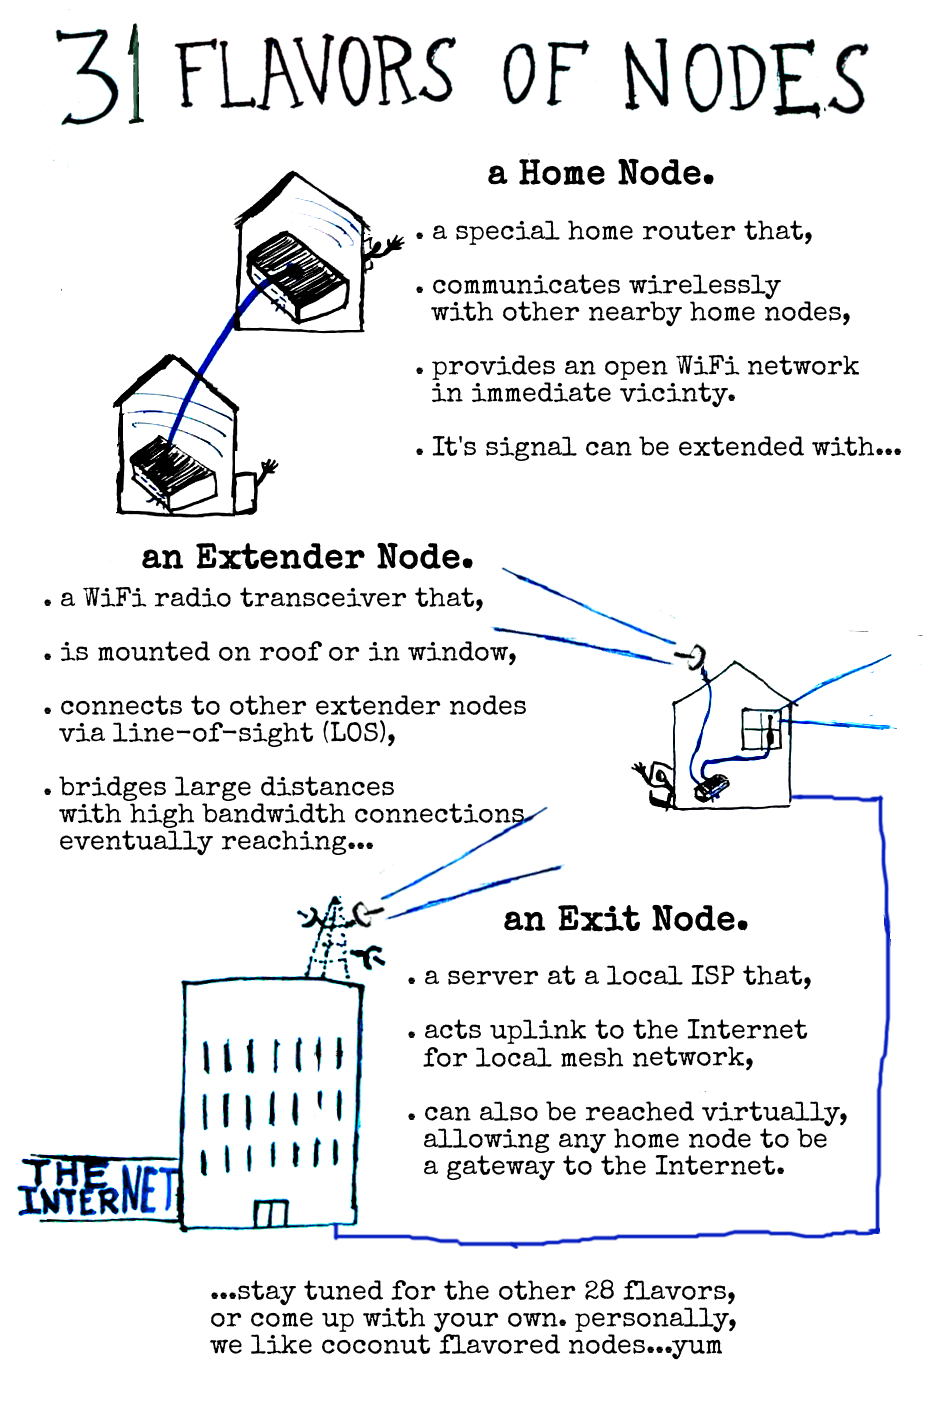 31 FLAVORS OF NODES
a Home Node.
. a special home router that,
. communicates wirelessly
with other nearby home nodes,
. provides an open WiFi network
in immediate vicinty.
. It's signal can be extended with...
an Extender Node.
. a WiFi radio transceiver that,
. is mounted on roof or in window,
. connects to other extender nodes
via line-of-sight (LOS),
. bridges large distances
with high bandwidth connections
eventually reaching...
an Exit Node.
. a server at a local ISP that,
. acts uplink to the Internet
for local mesh network,
. can also be reached virtually,
allowing any home node to be
a gateway to the Internet.
THE
INTERNET
...stay tuned for the other 28 flavors,
or come up with your own. personally,
we like coconut flavored nodes...yum